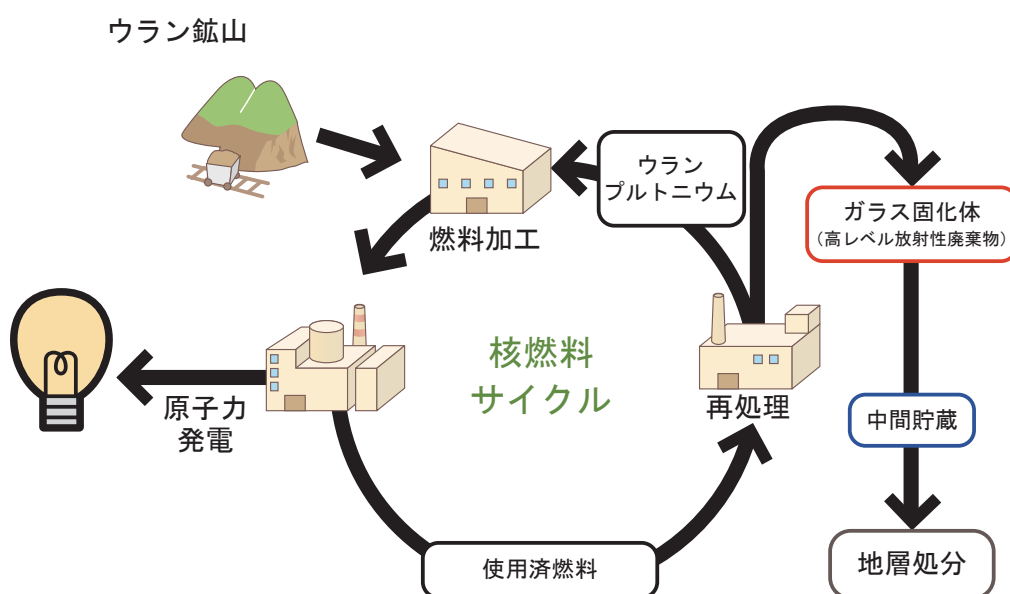 ウラン鉱山
ウラン
プルトニウム
ガラス固化体
（高レベル放射性廃棄物）
燃料加工
核燃料
サイクル
原子力
発電
再処理
中間貯蔵
使用済燃料
地層処分